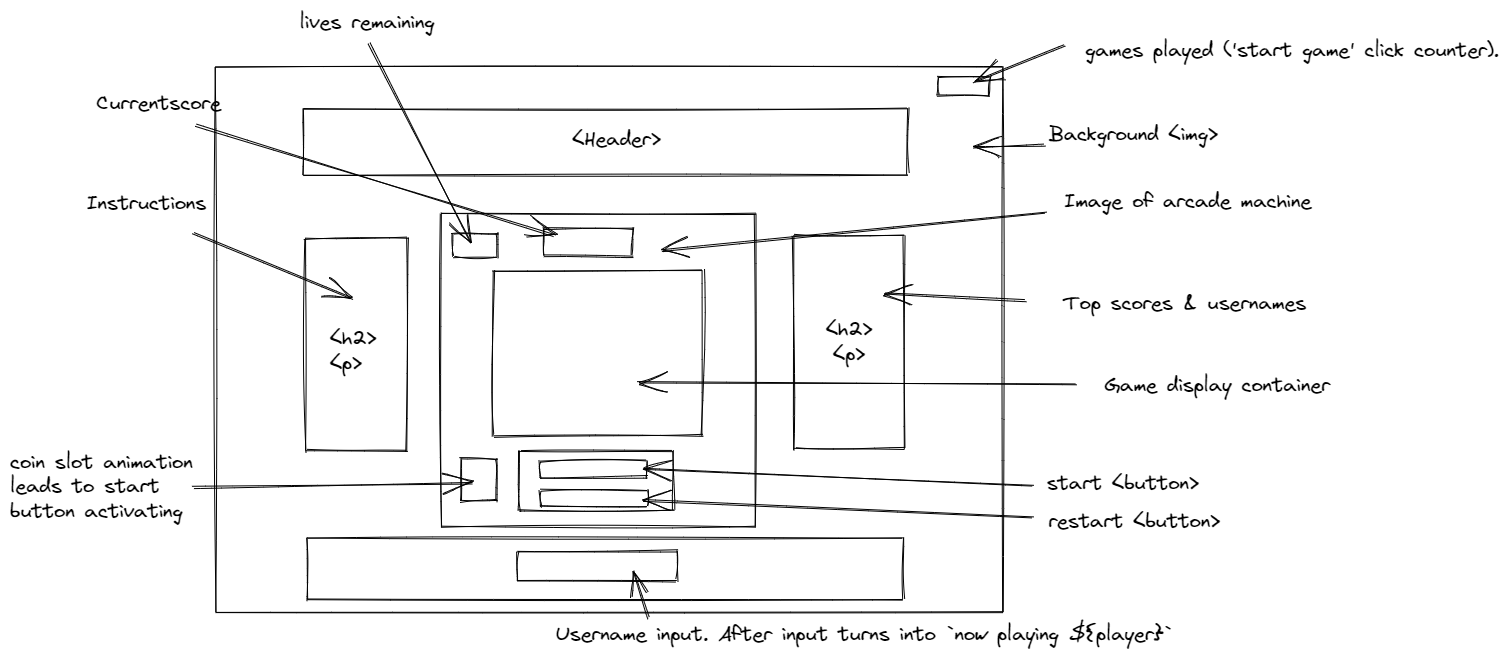 lives remaining
games played ('start game' click counter).
Currentscore
<Header>
Background <img>
Instructions
Image of arcade machine
Top scores & usernames
<h2>
<p>
<h2>
<p>
Game display container
coin slot animation
leads to start
button activating
start <button>
restart <button>
Username input. After input turns into `now playing ${player}`